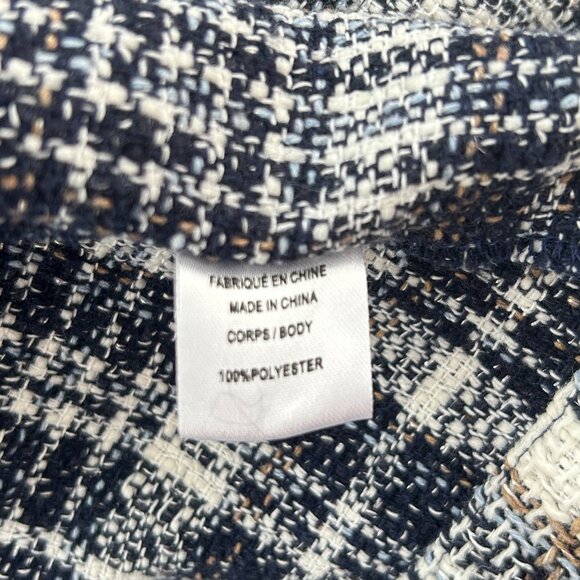 FABRIQUÉ EN CHINE
MADE IN CHINA
CORPS / BODY
100%POLYESTER